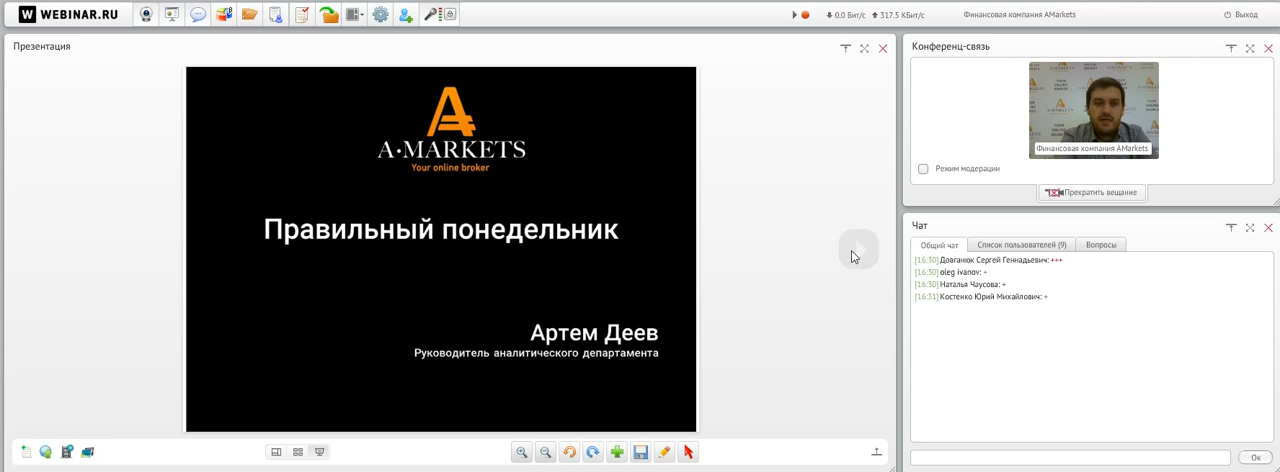 W WEBINAR.RU
0.0 Бит/с 317.5 КБит/с
Финансовая компания AMarkets
Выход
Презентация
A·MARKETS
Your online broker
Правильный понедельник
Артем Деев
Руководитель аналитического департамента
Конференц-связь
Финансовая компания AMarkets
Режим модерации
Прекратить вещание
Чат
Общий чат
Список пользователей (9)
Вопросы
[16:30] Довганюк Сергей Геннадьевич: +++
[16:30] oleg ivanov: +
[16:30] Наталья Чаусова: +
[16:31] Костенко Юрий Михайлович: +
Ок